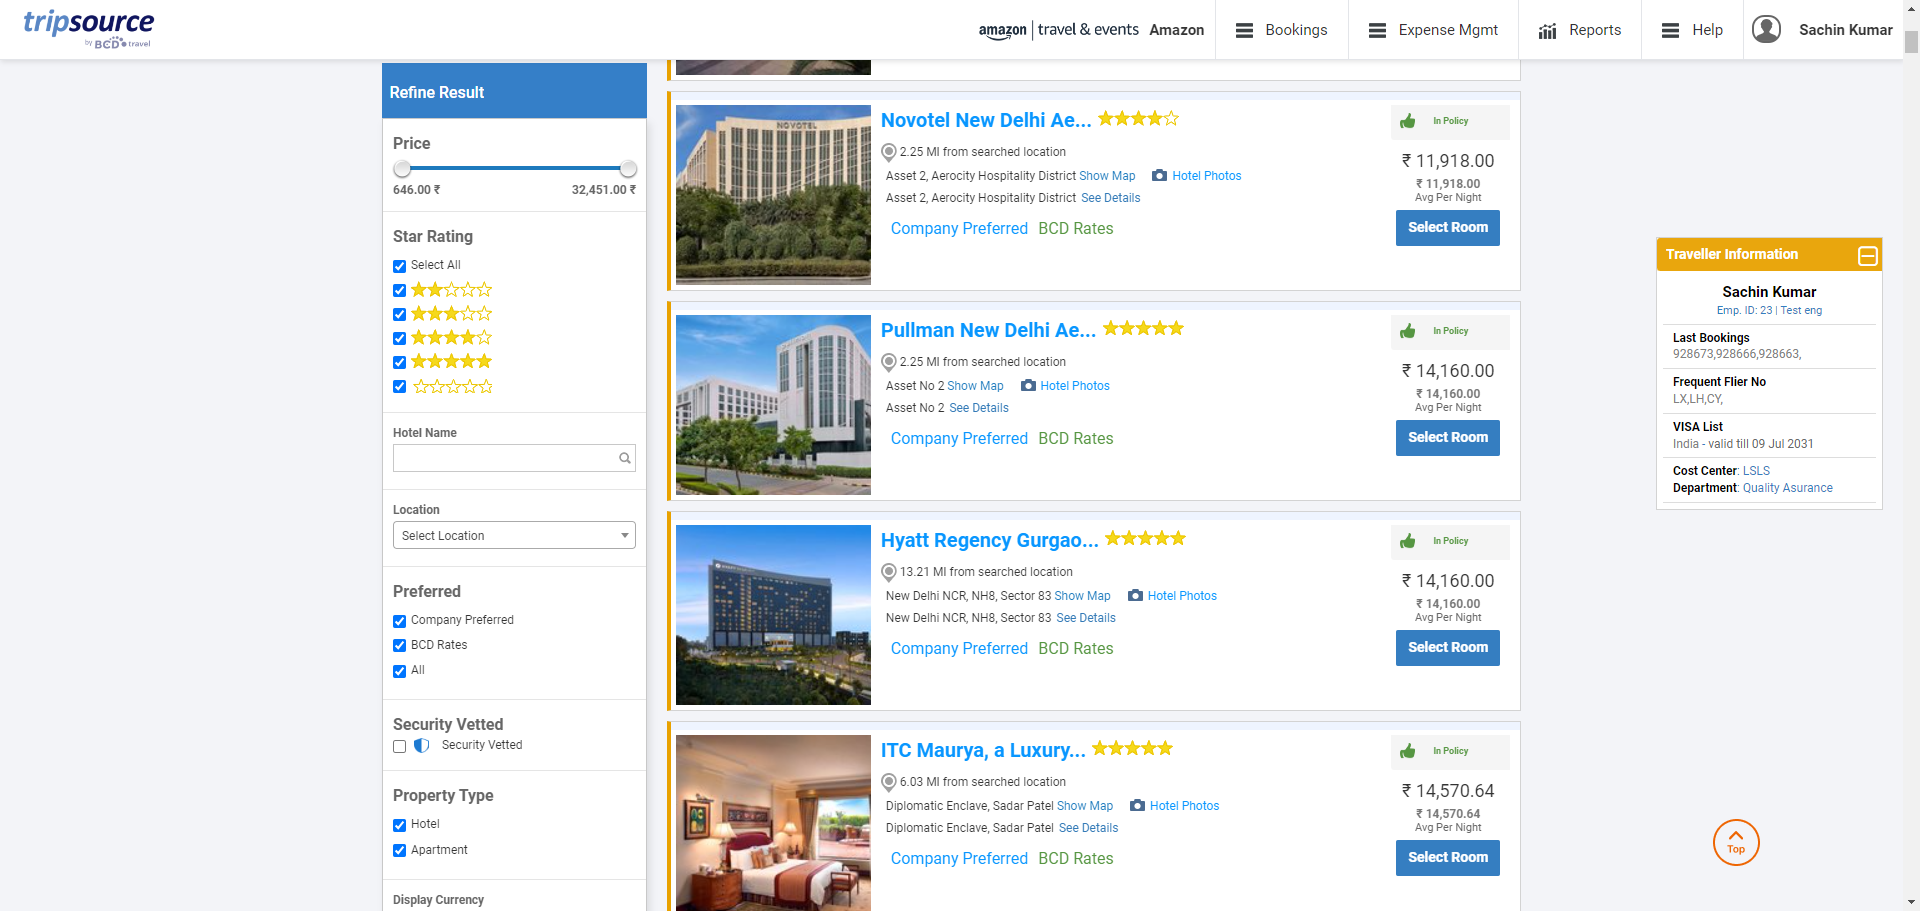 tripsource
by BCD travel
amazon | travel & events Amazon
Bookings
Expense Mgmt
Reports
Help
Sachin Kumar
Refine Result
Price
646.00 ₹ 32,451.00 ₹
Star Rating
Select All
Hotel Name
Location
Select Location
Preferred
Company Preferred
BCD Rates
All
Security Vetted
Security Vetted
Property Type
Hotel
Apartment
Display Currency
NOVOTEL
Novotel New Delhi Ae...
2.25 MI from searched location
Asset 2, Aerocity Hospitality District Show Map Hotel Photos
Asset 2, Aerocity Hospitality District See Details
Company Preferred BCD Rates
In Policy
₹ 11,918.00
₹ 11,918.00
Avg Per Night
Select Room
Pullman New Delhi Ae...
2.25 MI from searched location
Asset No 2 Show Map Hotel Photos
Asset No 2 See Details
Company Preferred BCD Rates
In Policy
₹ 14,160.00
₹ 14,160.00
Avg Per Night
Select Room
Hyatt Regency Gurgao...
13.21 MI from searched location
New Delhi NCR, NH8, Sector 83 Show Map Hotel Photos
New Delhi NCR, NH8, Sector 83 See Details
Company Preferred BCD Rates
In Policy
₹ 14,160.00
₹ 14,160.00
Avg Per Night
Select Room
ITC Maurya, a Luxury...
6.03 MI from searched location
Diplomatic Enclave, Sadar Patel Show Map Hotel Photos
Diplomatic Enclave, Sadar Patel See Details
Company Preferred BCD Rates
In Policy
₹ 14,570.64
₹ 14,570.64
Avg Per Night
Select Room
Traveller Information
Sachin Kumar
Emp. ID: 23 | Test eng
Last Bookings
928673,928666,928663,
Frequent Flier No
LX,LH,CY,
VISA List
India - valid till 09 Jul 2031
Cost Center: LSLS
Department: Quality Asurance
Top